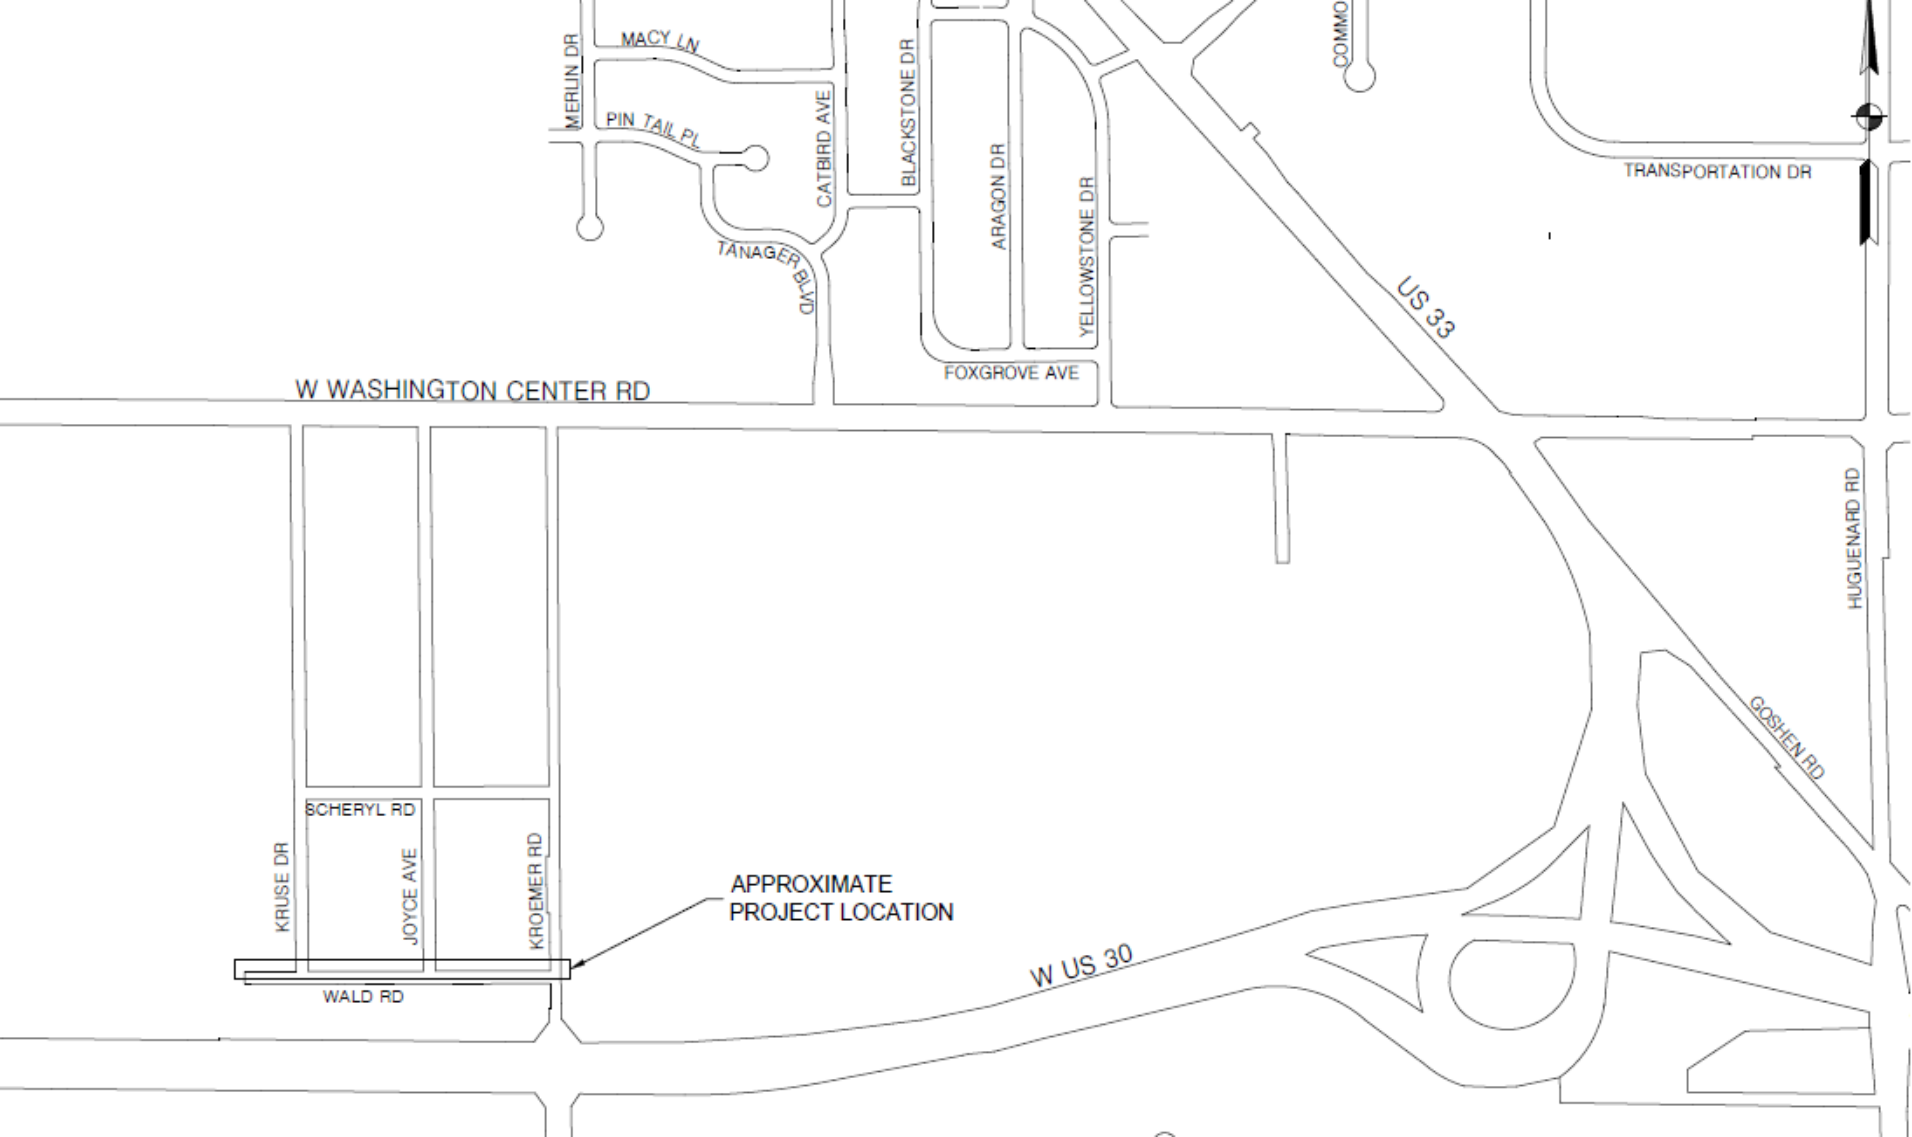 MACY LN
MERLIN DR
PIN TAIL PL
CATBIRD AVE
BLACKSTONE DR
ARAGON DR
YELLOWSTONE DR
COMMO
TRANSPORTATION DR
TANAGER BLVD
US 33
FOXGROVE AVE
W WASHINGTON CENTER RD
HUGUENARD RD
GOSHEN RD
SCHERYL RD
KRUSE DR
JOYCE AVE
KROEMER RD
APPROXIMATE
PROJECT LOCATION
W US 30
WALD RD